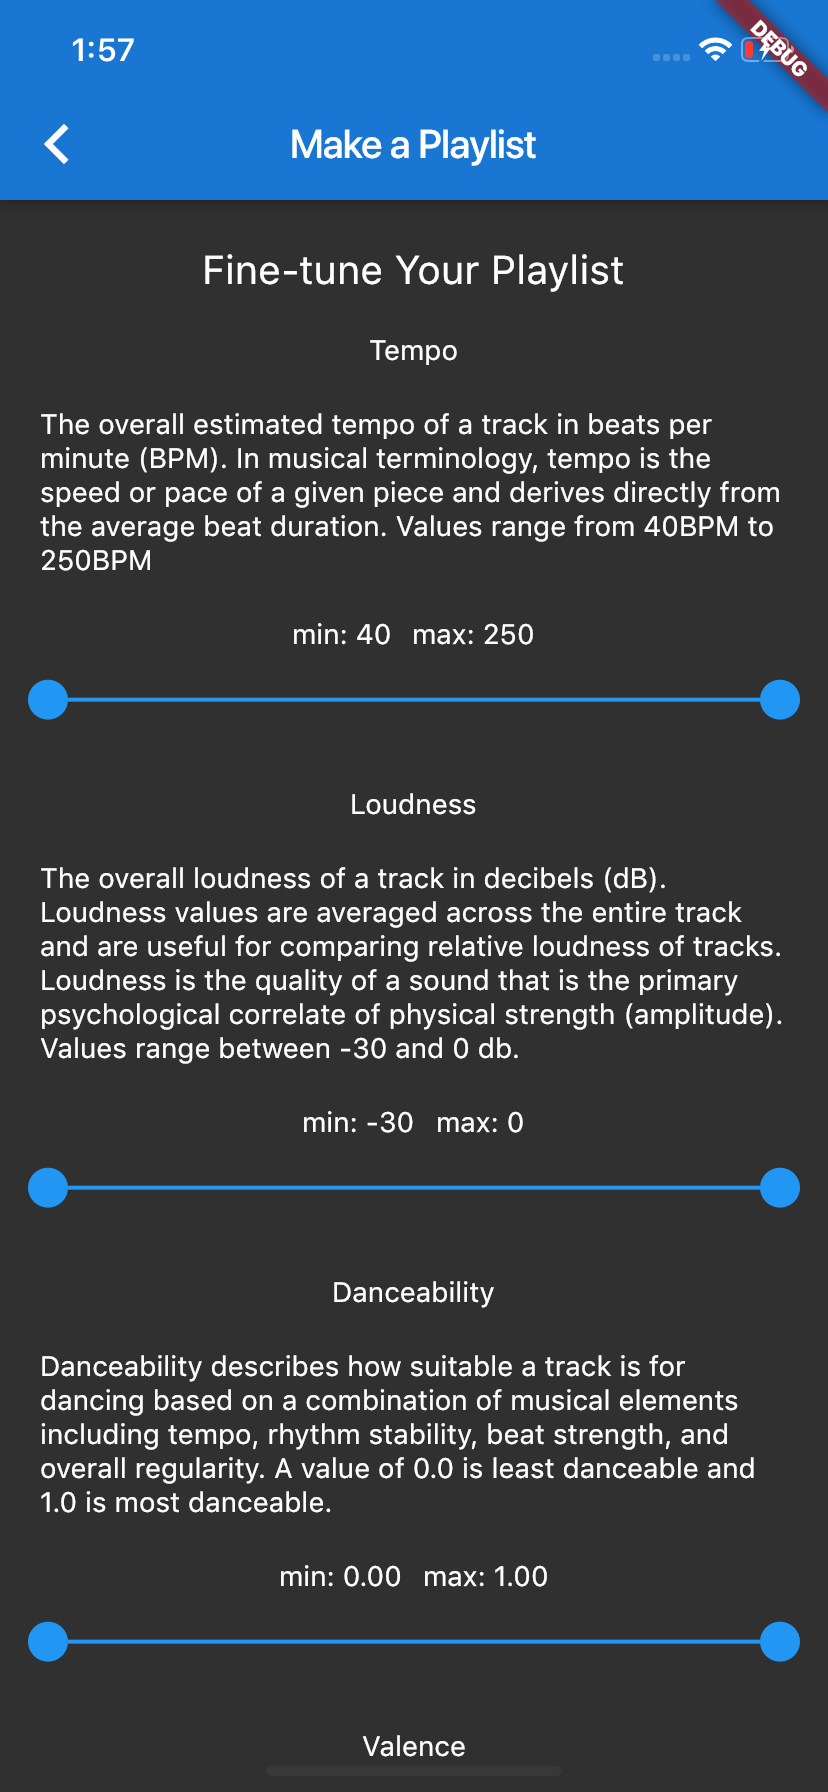 1:57
DEBUG
Make a Playlist
Fine-tune Your Playlist
Tempo
The overall estimated tempo of a track in beats per
minute (BPM). In musical terminology, tempo is the
speed or pace of a given piece and derives directly from
the average beat duration. Values range from 40BPM to
250BPM
min: 40 max: 250
Loudness
The overall loudness of a track in decibels (dB).
Loudness values are averaged across the entire track
and are useful for comparing relative loudness of tracks.
Loudness is the quality of a sound that is the primary
psychological correlate of physical strength (amplitude).
Values range between -30 and 0 db.
min: -30 max: 0
Danceability
Danceability describes how suitable a track is for
dancing based on a combination of musical elements
including tempo, rhythm stability, beat strength, and
overall regularity. A value of 0.0 is least danceable and
1.0 is most danceable.
min: 0.00 max: 1.00
Valence